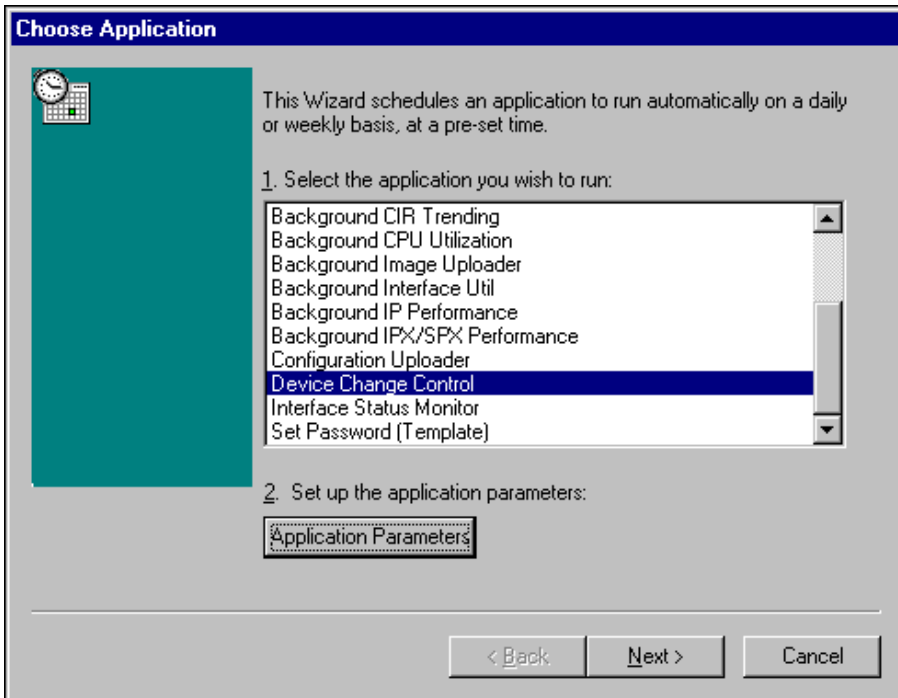 Choose Application
This Wizard schedules an application to run automatically on a daily
or weekly basis, at a pre-set time.
1. Select the application you wish to run:
Background CIR Trending
Background CPU Utilization
Background Image Uploader
Background Interface Util
Background IP Performance
Background IPX/SPX Performance
Configuration Uploader
Device Change Control
Interface Status Monitor
Set Password (Template)
2. Set up the application parameters:
Application Parameters
< Back
Next >
Cancel